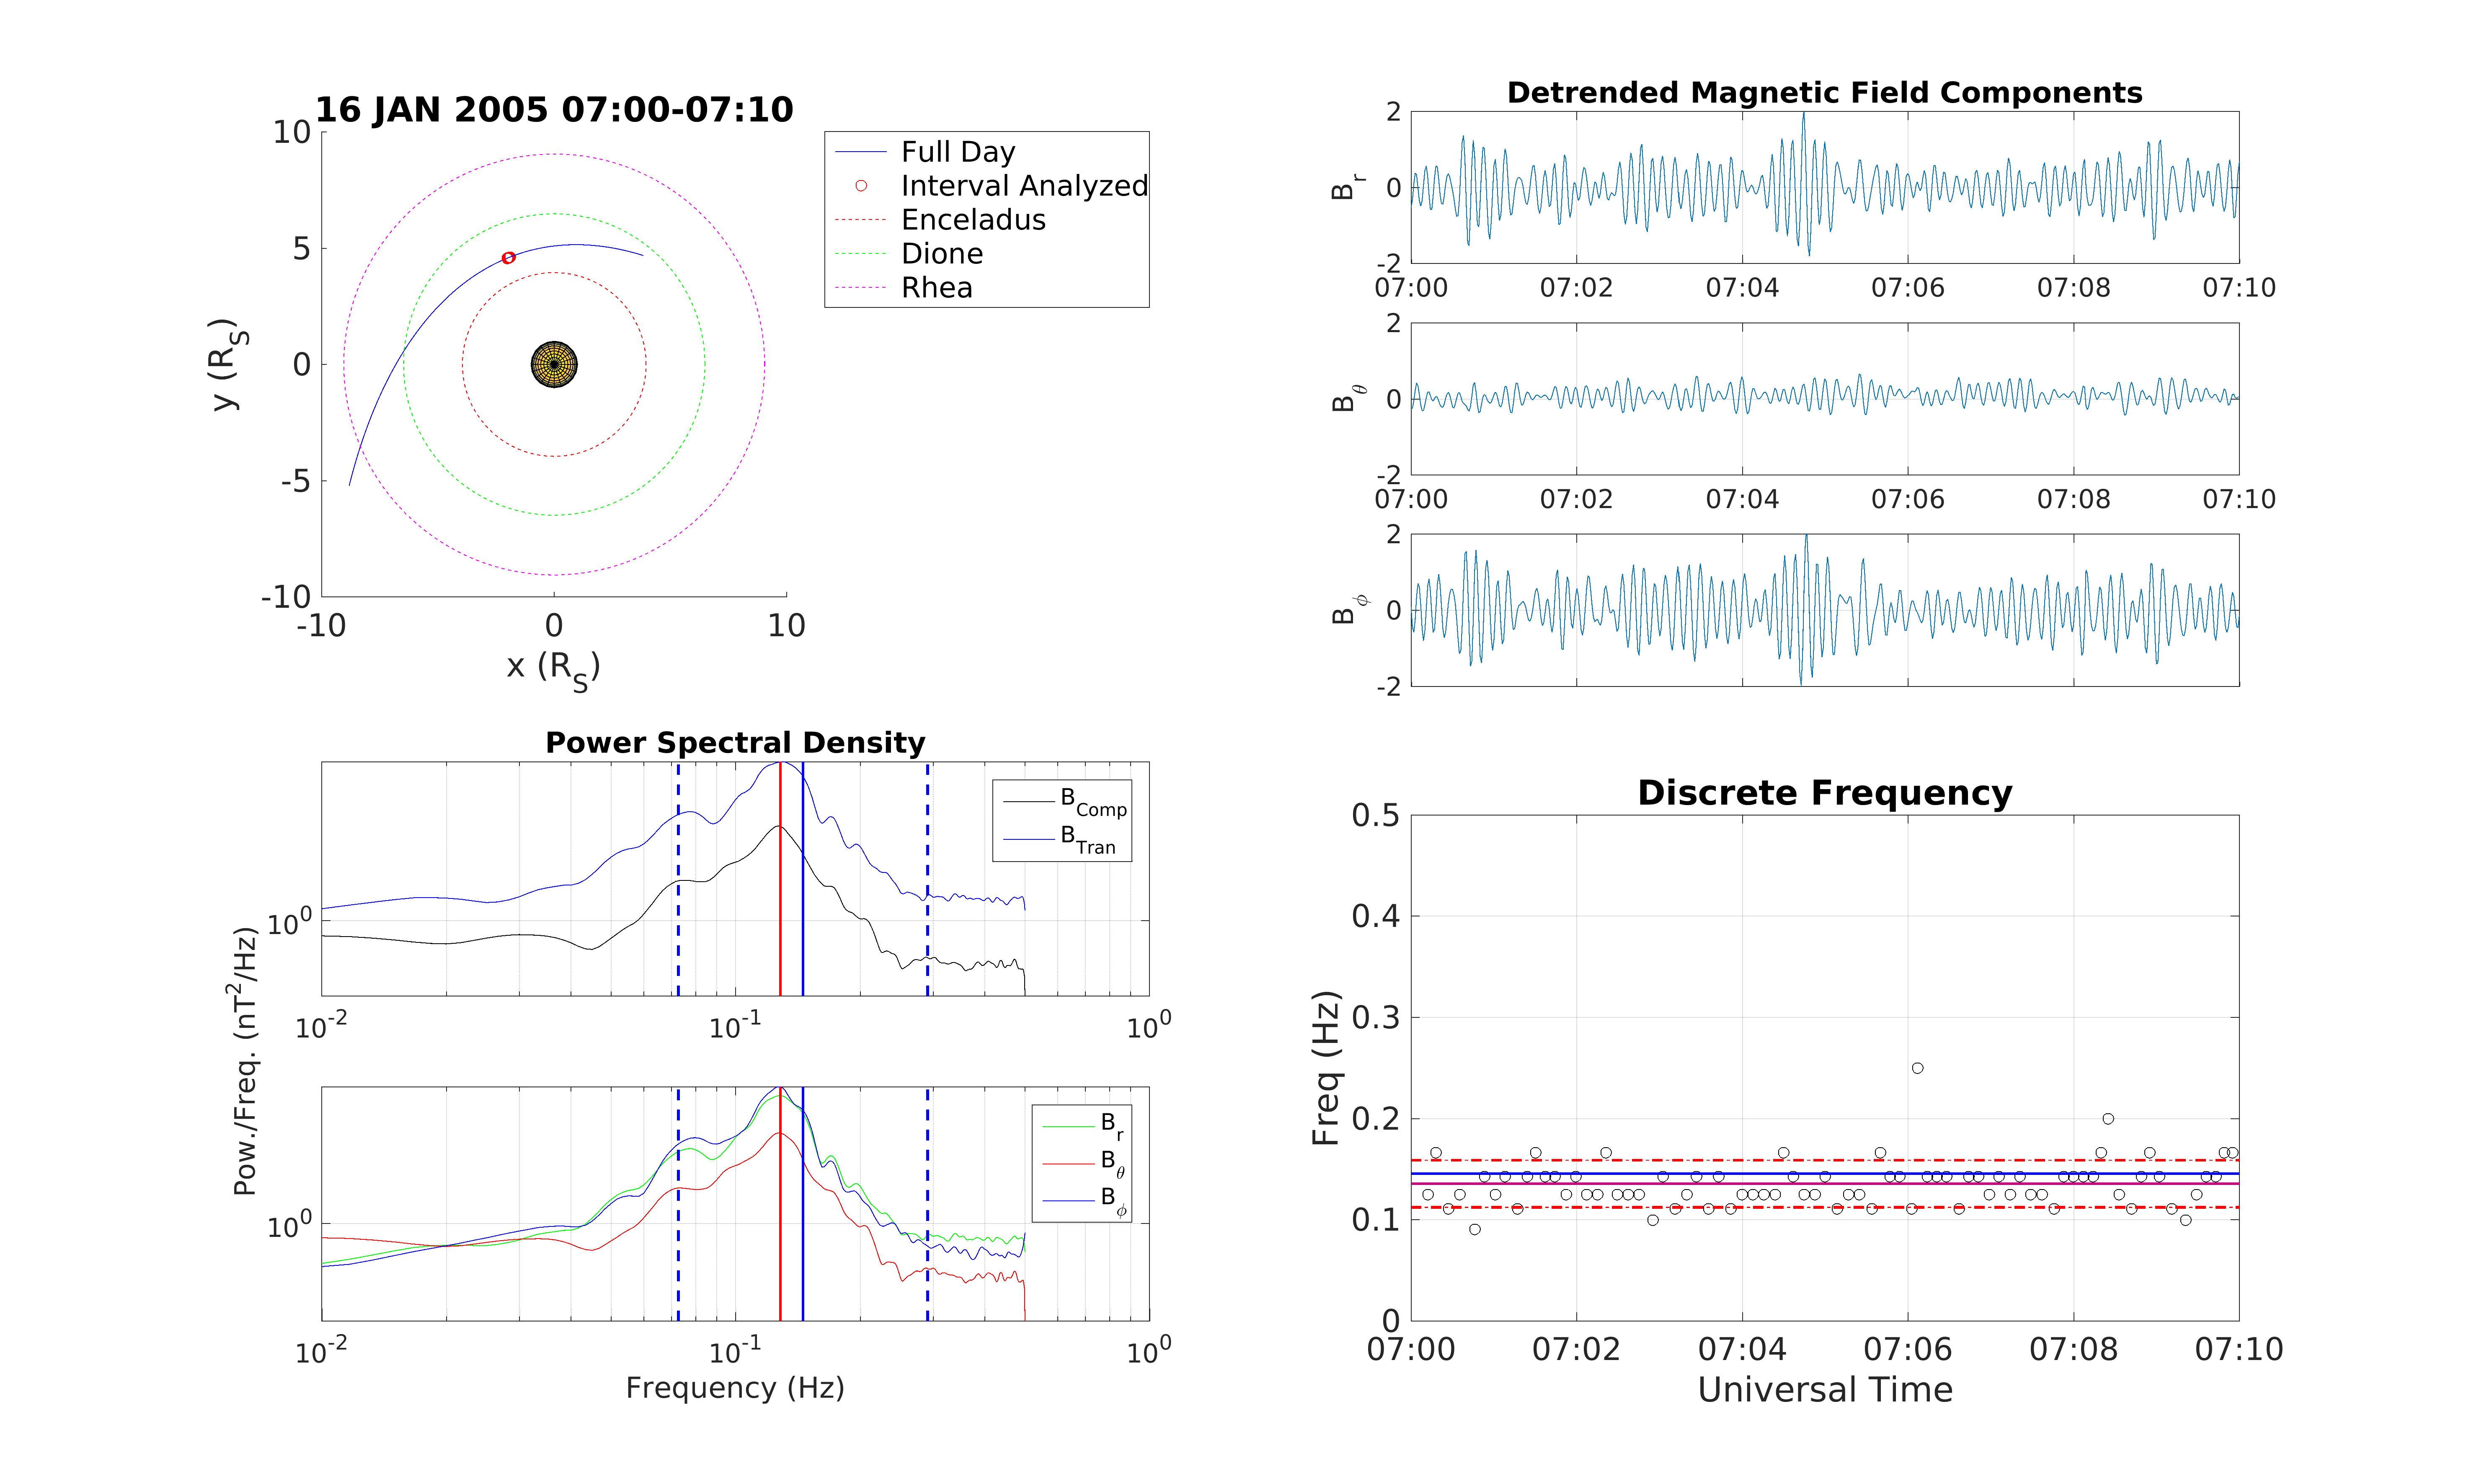 16 JAN 2005 07:00-07:10
10
5
0
-5
-10
-10 0 10
y (R_S)
x (R_S)
Full Day
Interval Analyzed
Enceladus
Dione
Rhea
Detrended Magnetic Field Components
2
0
-2
B_r
07:00 07:02 07:04 07:06 07:08 07:10
2
0
-2
B_θ
07:00 07:02 07:04 07:06 07:08 07:10
2
0
-2
B_ϕ
Power Spectral Density
B_Comp
B_Tran
10^0
10^-2 10^-1 10^0
Pow./Freq. (nT^2/Hz)
B_r
B_θ
B_ϕ
10^0
10^-2 10^-1 10^0
Frequency (Hz)
Discrete Frequency
0.5
0.4
0.3
0.2
0.1
0
Freq (Hz)
07:00 07:02 07:04 07:06 07:08 07:10
Universal Time